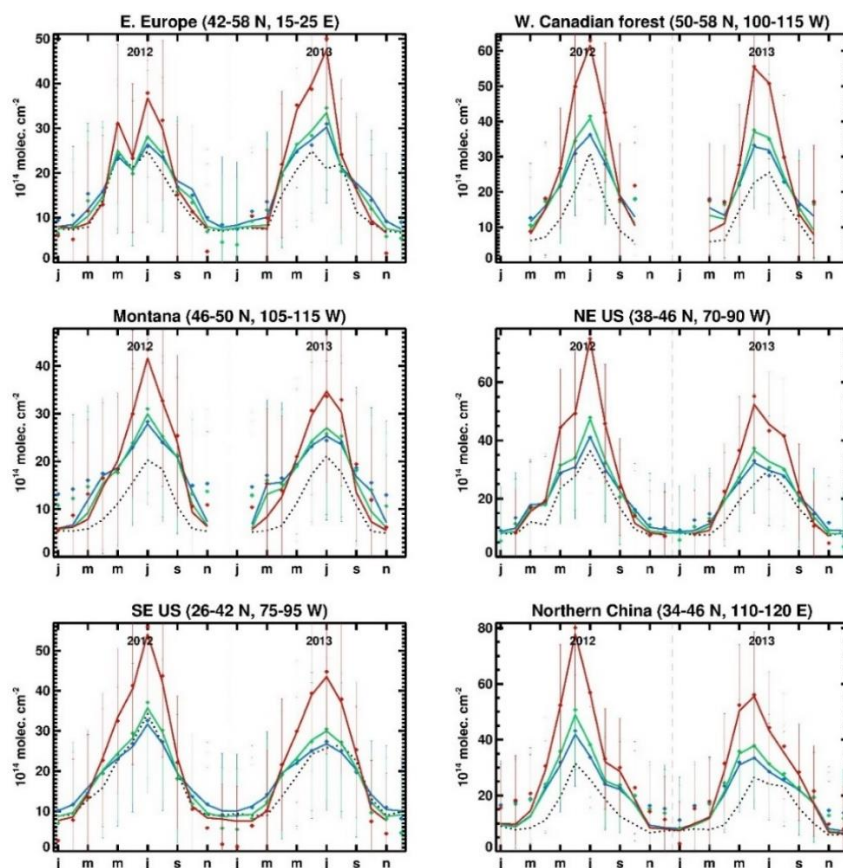 E. Europe (42-58 N, 15-25 E)
2012
2013
10¹⁴ molec. cm⁻²
50
40
30
20
10
0
j m m j s n j m m j s n
W. Canadian forest (50-58 N, 100-115 W)
2012
2013
10¹⁴ molec. cm⁻²
60
50
40
30
20
10
0
j m m j s n j m m j s n
Montana (46-50 N, 105-115 W)
2012
2013
10¹⁴ molec. cm⁻²
40
30
20
10
0
j m m j s n j m m j s n
NE US (38-46 N, 70-90 W)
2012
2013
10¹⁴ molec. cm⁻²
60
40
20
0
j m m j s n j m m j s n
SE US (26-42 N, 75-95 W)
2012
2013
10¹⁴ molec. cm⁻²
50
40
30
20
10
0
j m m j s n j m m j s n
Northern China (34-46 N, 110-120 E)
2012
2013
10¹⁴ molec. cm⁻²
80
60
40
20
0
j m m j s n j m m j s n